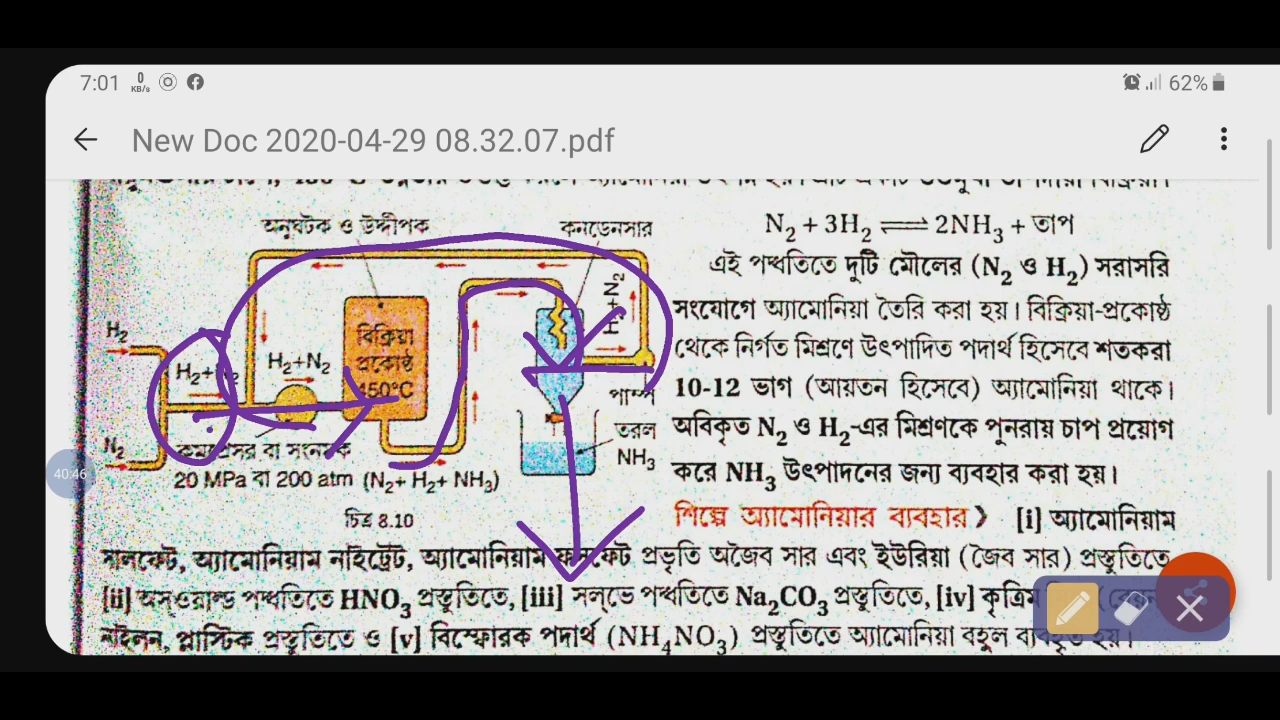 7:01 0 KB/s 62%
New Doc 2020-04-29 08.32.07.pdf
অনুঘটক ও উদ্দীপক
কনডেনসার
N₂ + 3H₂ ⇌ 2NH₃ + তাপ
এই পদ্ধতিতে দুটি মৌলের (N₂ ও H₂) সরাসরি
সংযোগে অ্যামোনিয়া তৈরি করা হয়। বিক্রিয়া-প্রকোষ্ঠ
থেকে নির্গত মিশ্রণে উৎপাদিত পদার্থ হিসেবে শতকরা
10-12 ভাগ (আয়তন হিসেবে) অ্যামোনিয়া থাকে।
অবিকৃত N₂ ও H₂-এর মিশ্রণকে পুনরায় চাপ প্রয়োগ
করে NH₃ উৎপাদনের জন্য ব্যবহার করা হয়।
H₂
H₂+N₂
বিক্রিয়া
প্রকোষ্ঠ
450°C
পাম্প
N₂
তরল
NH₃
40:46
20 MPa বা 200 atm (N₂+ H₂+ NH₃)
চিত্র 8.10
শিল্পে অ্যামোনিয়ার ব্যবহার 》 [i] অ্যামোনিয়াম
সালফেট, অ্যামোনিয়াম নাইট্রেট, অ্যামোনিয়াম ফসফেট প্রভৃতি অজৈব সার এবং ইউরিয়া (জৈব সার) প্রস্তুতিতে
[ii] অসওয়াল্ড পদ্ধতিতে HNO₃ প্রস্তুতিতে, [iii] সল্‌ভে পদ্ধতিতে Na₂CO₃ প্রস্তুতিতে, [iv] কৃত্রিম
নাইলন, প্লাস্টিক প্রস্তুতিতে ও [v] বিস্ফোরক পদার্থ (NH₄NO₃) প্রস্তুতিতে অ্যামোনিয়া বহুল ব্যবহৃত হয়।